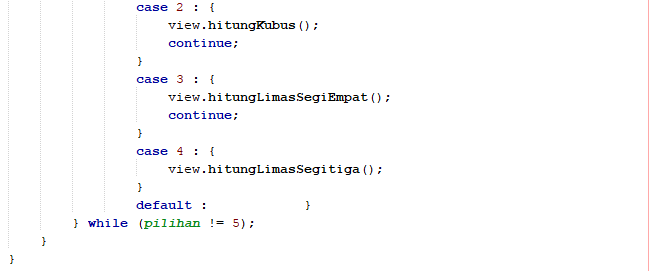 case 2 : {
view.hitungKubus();
continue;
}
case 3 : {
view.hitungLimasSegiEmpat();
continue;
}
case 4 : {
view.hitungLimasSegitiga();
}
default : }
} while (pilihan != 5);
}
}